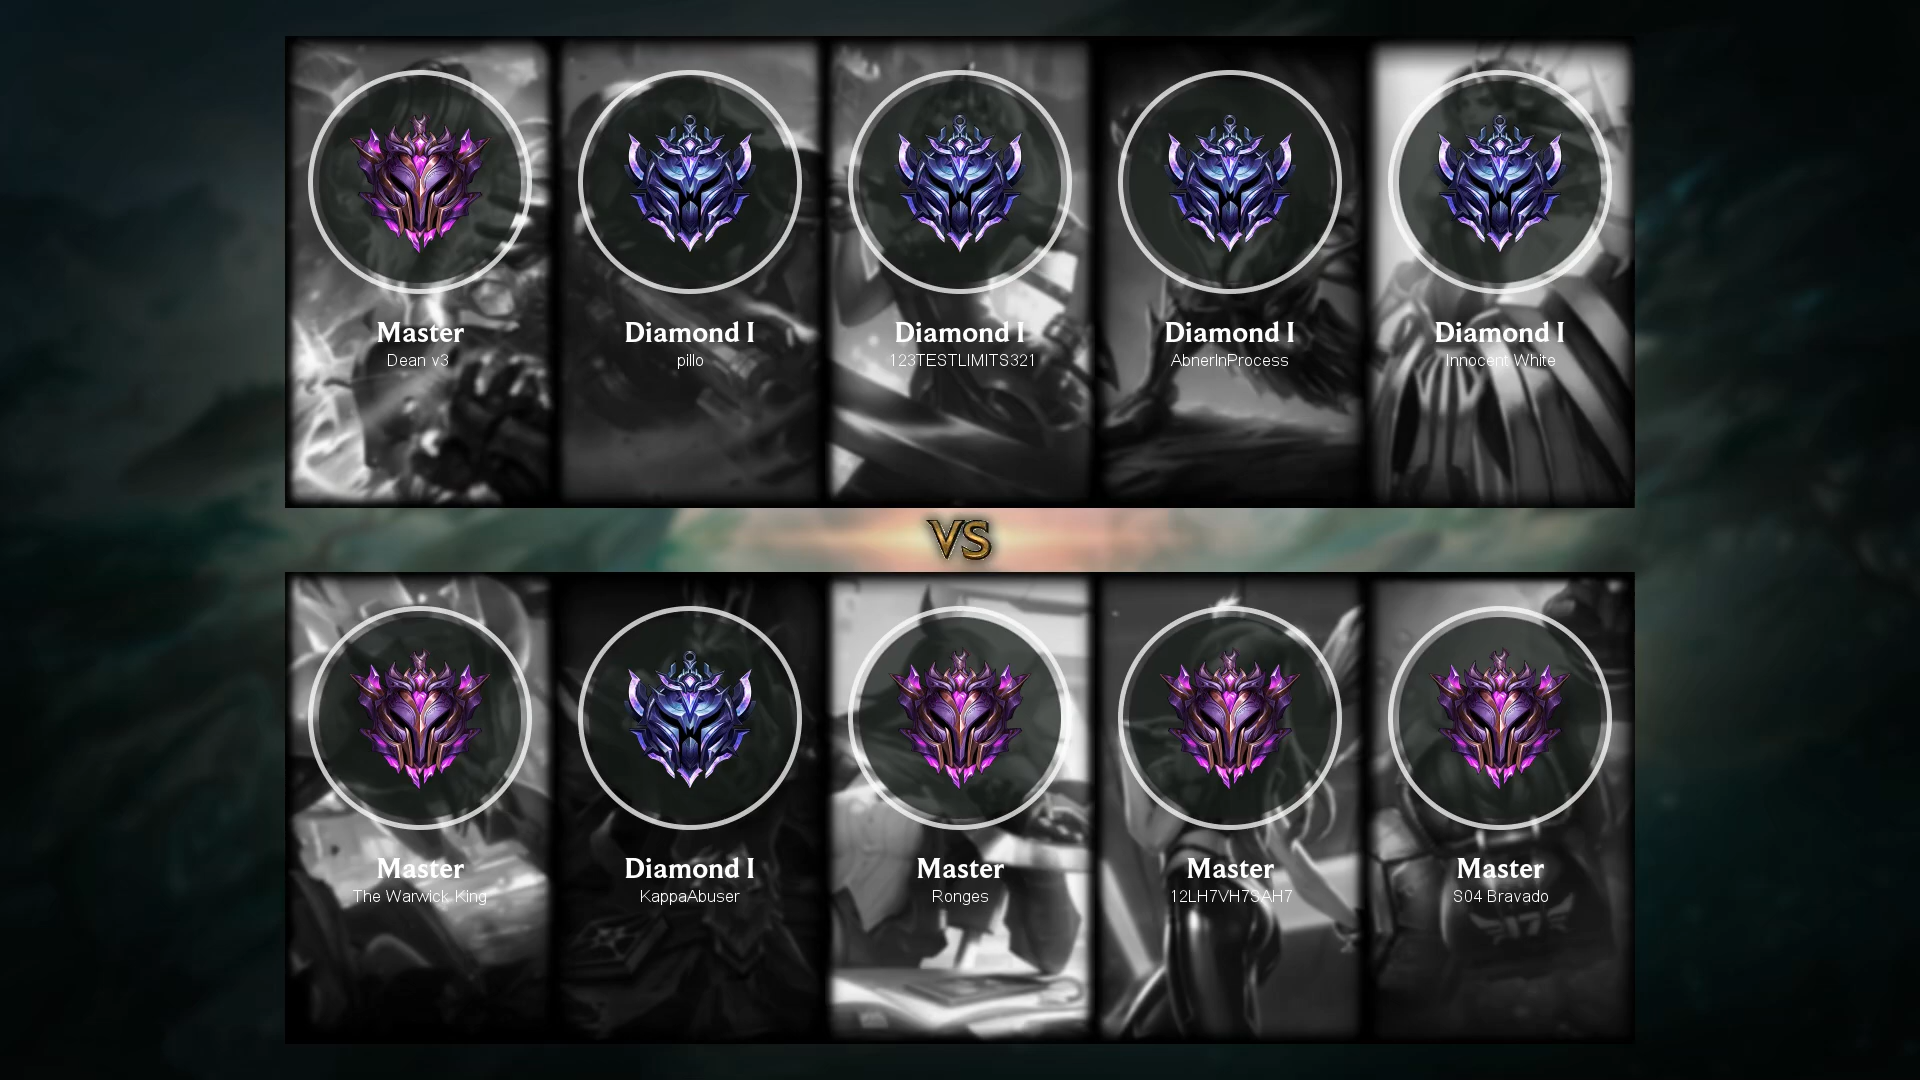 Master
Dean v3
Diamond I
pillo
Diamond I
123TESTLIMITS321
Diamond I
AbnerInProcess
Diamond I
Innocent White
VS
Master
The Warwick King
Diamond I
KappaAbuser
Master
Ronges
Master
12LH7VH7SAH7
Master
S04 Bravado